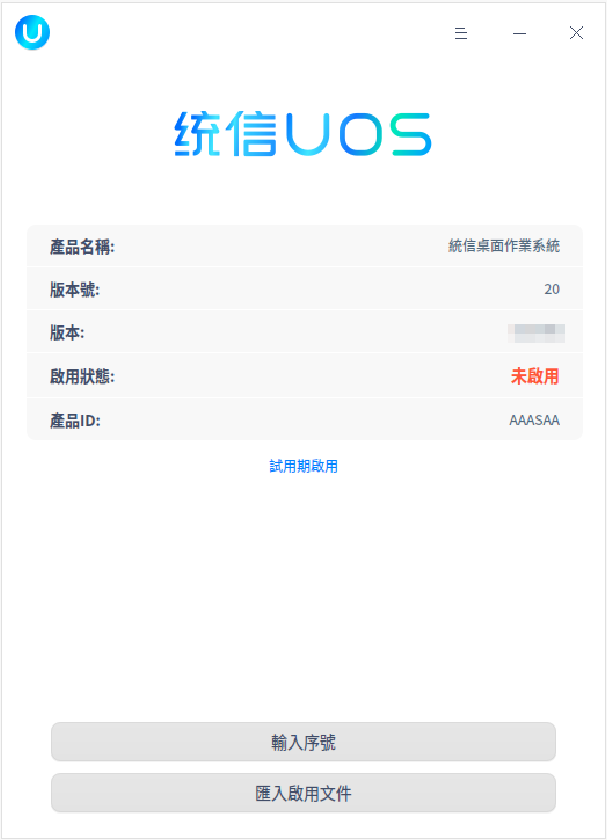 统信UOS
產品名稱: 統信桌面作業系統
版本號: 20
版本:
啟用狀態: 未啟用
產品ID: AAASAA
試用期啟用
輸入序號
匯入啟用文件